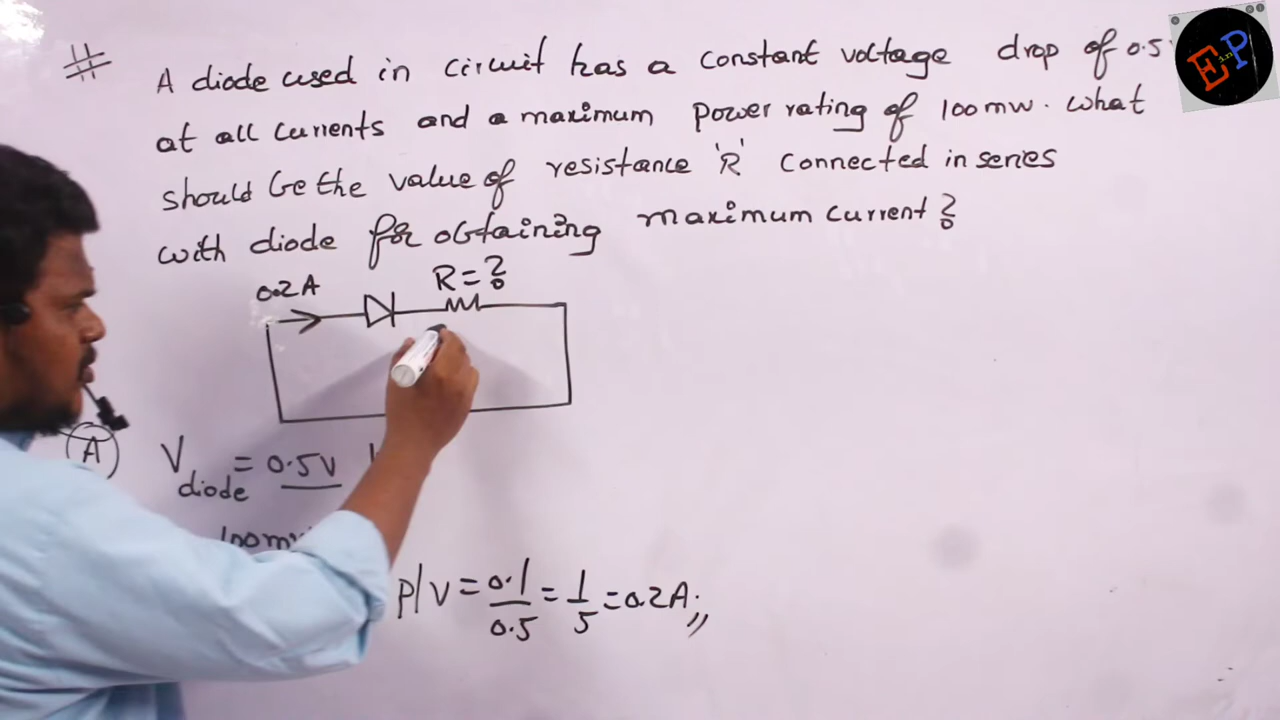 # A diode used in circuit has a constant voltage drop of 0.5
at all currents and a maximum power rating of 100mw. what
should be the value of resistance 'R' connected in series
with diode for obtaining maximum current ?
0.2A R=?
A V diode = 0.5V
100m
P/V = 0.1/0.5 = 1/5 = 0.2A.
E in P